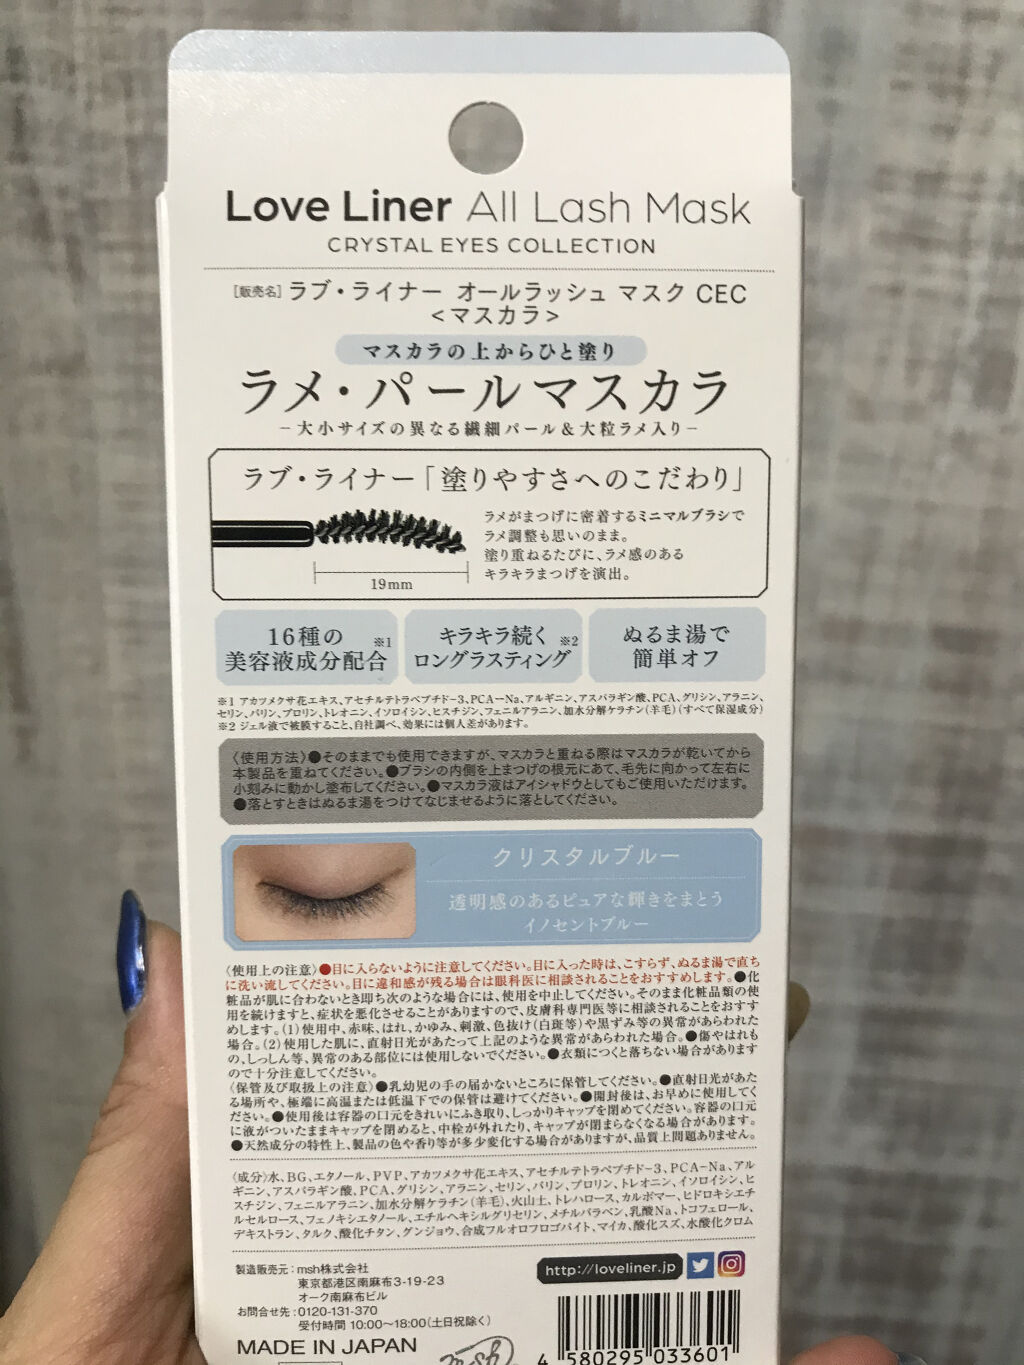 Love Liner All Lash Mask
CRYSTAL EYES COLLECTION
[販売名] ラブ・ライナー オールラッシュ マスク CEC
<マスカラ>
マスカラの上からひと塗り
ラメ・パールマスカラ
−大小サイズの異なる繊細パール&大粒ラメ入り−
ラブ・ライナー「塗りやすさへのこだわり」
ラメがまつげに密着するミニマルブラシで
ラメ調整も思いのまま。
塗り重ねるたびに、ラメ感のある
キラキラまつげを演出。
19mm
16種の ※1
美容液成分配合
キラキラ続く ※2
ロングラスティング
ぬるま湯で
簡単オフ
※1 アカツメクサ花エキス、アセチルテトラペプチド-3、PCA-Na、アルギニン、アスパラギン酸、PCA、グリシン、アラニン、
セリン、バリン、プロリン、トレオニン、イソロイシン、ヒスチジン、フェニルアラニン、加水分解ケラチン(羊毛)(すべて保湿成分)
※2 ジェル液で被膜すること、自社調べ、効果には個人差があります。
〈使用方法〉●そのままでも使用できますが、マスカラと重ねる際はマスカラが乾いてから
本製品を重ねてください。●ブラシの内側を上まつげの根元にあて、毛先に向かって左右に
小刻みに動かし塗布してください。●マスカラ液はアイシャドウとしてもご使用いただけます。
●落とすときはぬるま湯をつけてなじませるように落としてください。
クリスタルブルー
透明感のあるピュアな輝きをまとう
イノセントブルー
〈使用上の注意〉●目に入らないように注意してください。目に入った時は、こすらず、ぬるま湯で直ち
に洗い流してください。目に違和感が残る場合は眼科医に相談されることをおすすめします。●化
粧品が肌に合わないとき即ち次のような場合には、使用を中止してください。そのまま化粧品類の使
用を続けますと、症状を悪化させることがありますので、皮膚科専門医等に相談されることをおすす
めします。(1)使用中、赤味、はれ、かゆみ、刺激、色抜け(白斑等)や黒ずみ等の異常があらわれた
場合。(2)使用した肌に、直射日光があたって上記のような異常があらわれた場合。●傷やはれも
の、しっしん等、異常のある部位には使用しないでください。●衣類につくと落ちない場合があります
ので十分注意してください。
〈保管及び取扱上の注意〉●乳幼児の手の届かないところに保管してください。●直射日光があた
る場所や、極端に高温または低温下での保管は避けてください。●開封後は、お早めに使用してく
ださい。●使用後は容器の口元をきれいにふき取り、しっかりキャップを閉めてください。容器の口元
に液がついたままキャップを閉めると、中栓が外れたり、キャップが閉まらなくなる場合があります。
●天然成分の特性上、製品の色や香り等が多少変化する場合がありますが、品質上問題ありません。
〈成分〉水、BG、エタノール、PVP、アカツメクサ花エキス、アセチルテトラペプチド-3、PCA-Na、アル
ギニン、アスパラギン酸、PCA、グリシン、アラニン、セリン、バリン、プロリン、トレオニン、イソロイシン、ヒ
スチジン、フェニルアラニン、加水分解ケラチン(羊毛)、火山土、トレハロース、カルボマー、ヒドロキシエチ
ルセルロース、フェノキシエタノール、エチルヘキシルグリセリン、メチルパラベン、乳酸Na、トコフェロール、
デキストラン、タルク、酸化チタン、グンジョウ、合成フルオロフロゴパイト、マイカ、酸化スズ、水酸化クロム
製造販売元：msh株式会社
東京都港区南麻布3-19-23
オーク南麻布ビル
お問合せ先：0120-131-370
受付時間 10:00〜18:00(土日祝除く)
http://loveliner.jp
MADE IN JAPAN
4 580295 033601